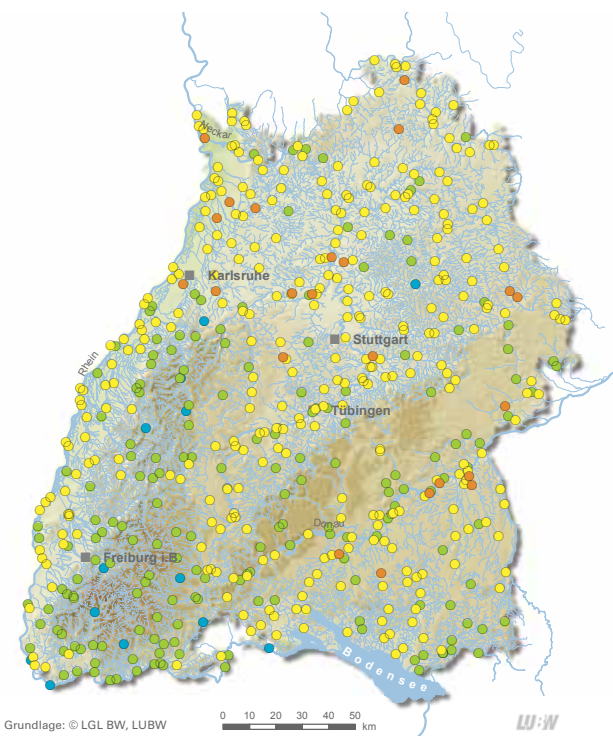 Neckar
Karlsruhe
Rhein
Stuttgart
Tübingen
Donau
Freiburg i.B.
Bodensee
Grundlage: © LGL BW, LUBW
0 10 20 30 40 50
km
LUBW